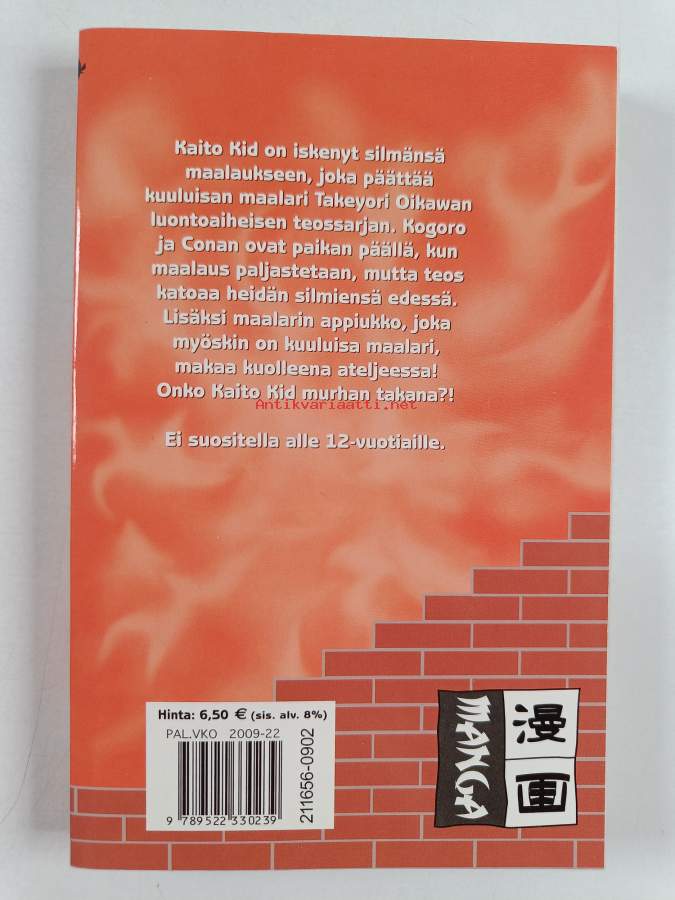 Kaito Kid on iskenyt silmänsä
maalaukseen, joka päättää
kuuluisan maalari Takeyori Oikawan
luontoaiheisen teossarjan. Kogoro
ja Conan ovat paikan päällä, kun
maalaus paljastetaan, mutta teos
katoaa heidän silmiensä edessä.
Lisäksi maalarin appiukko, joka
myöskin on kuuluisa maalari,
makaa kuolleena ateljeessa!
Onko Kaito Kid murhan takana?!
Antikvariaatti.net
Ei suositella alle 12-vuotiaille.
Hinta: 6,50 € (sis. alv. 8%)
PAL.VKO 2009-22
211656-0902
9 789522 330239
MANGA
漫画